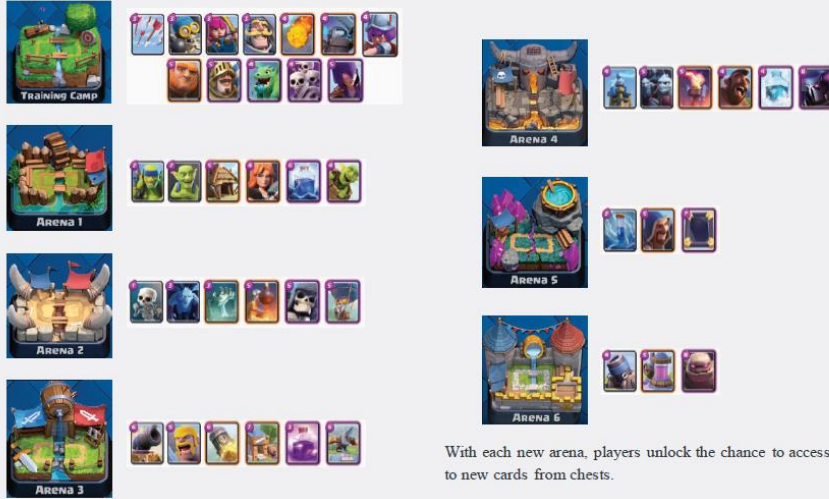 Training Camp
Arena 1
Arena 2
Arena 3
Arena 4
Arena 5
Arena 6
With each new arena, players unlock the chance to access
to new cards from chests.